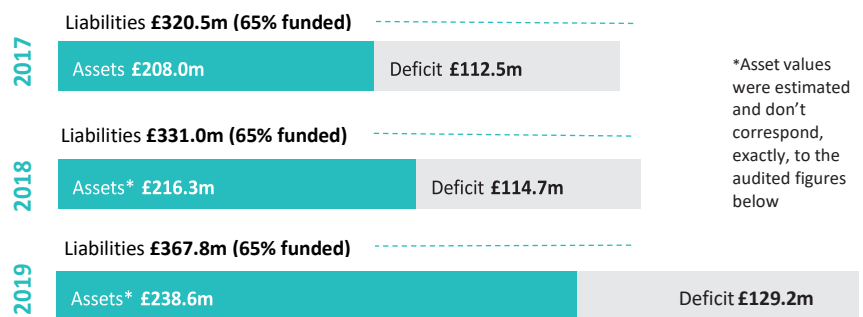 Liabilities £320.5m (65% funded)
2017
Assets £208.0m
Deficit £112.5m
*Asset values
were estimated
and don’t
correspond,
exactly, to the
audited figures
below
Liabilities £331.0m (65% funded)
2018
Assets* £216.3m
Deficit £114.7m
Liabilities £367.8m (65% funded)
2019
Assets* £238.6m
Deficit £129.2m